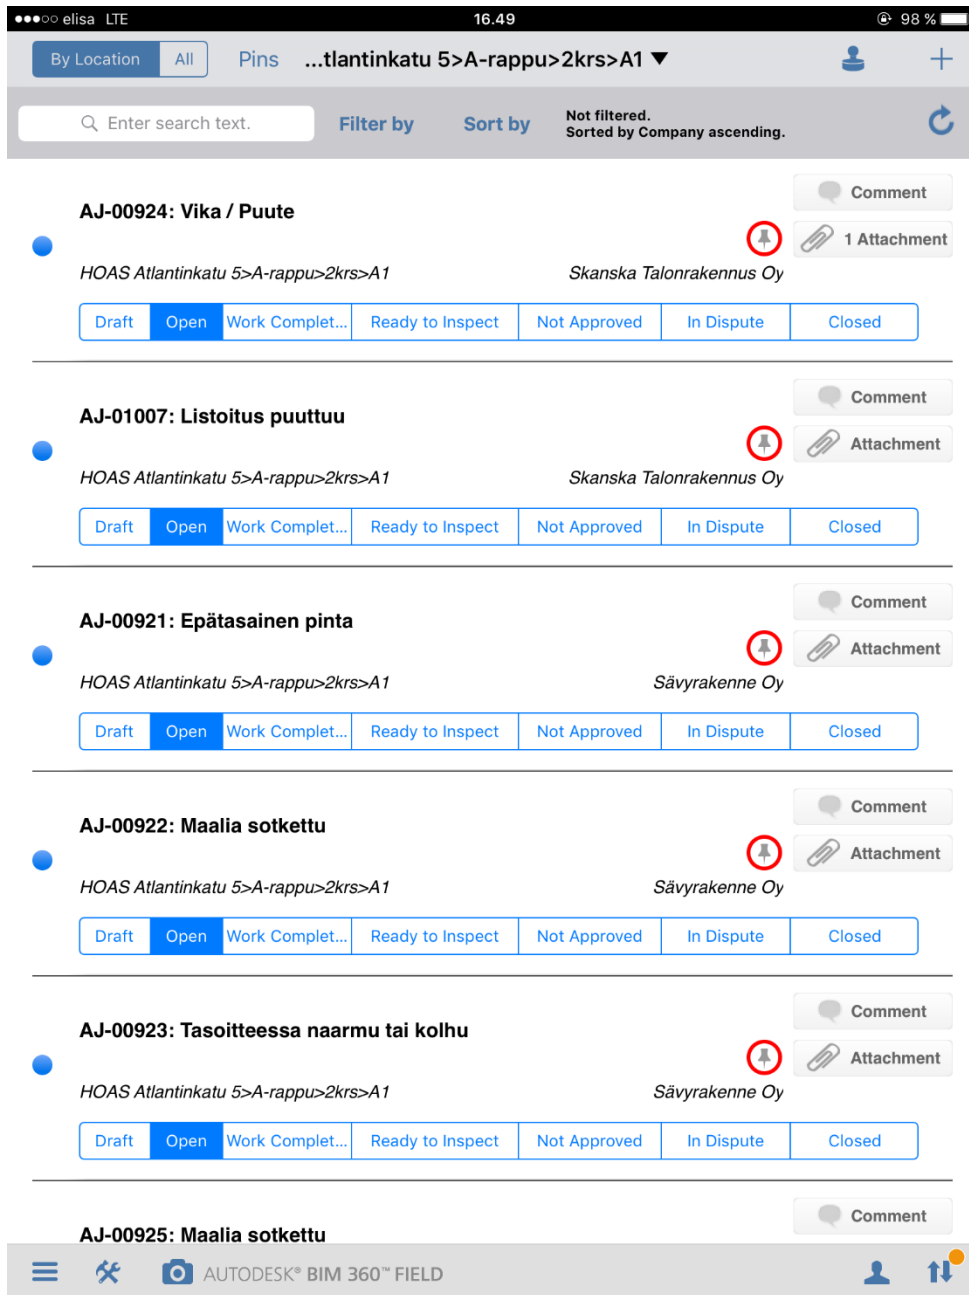 elisa LTE 16.49 98 %
By Location All Pins ...tlantinkatu 5>A-rappu>2krs>A1 ▼
Enter search text. Filter by Sort by Not filtered.
Sorted by Company ascending.
Comment
AJ-00924: Vika / Puute
1 Attachment
HOAS Atlantinkatu 5>A-rappu>2krs>A1 Skanska Talonrakennus Oy
Draft Open Work Complet... Ready to Inspect Not Approved In Dispute Closed
Comment
AJ-01007: Listoitus puuttuu
Attachment
HOAS Atlantinkatu 5>A-rappu>2krs>A1 Skanska Talonrakennus Oy
Draft Open Work Complet... Ready to Inspect Not Approved In Dispute Closed
Comment
AJ-00921: Epätasainen pinta
Attachment
HOAS Atlantinkatu 5>A-rappu>2krs>A1 Sävyrakenne Oy
Draft Open Work Complet... Ready to Inspect Not Approved In Dispute Closed
Comment
AJ-00922: Maalia sotkettu
Attachment
HOAS Atlantinkatu 5>A-rappu>2krs>A1 Sävyrakenne Oy
Draft Open Work Complet... Ready to Inspect Not Approved In Dispute Closed
Comment
AJ-00923: Tasoitteessa naarmu tai kolhu
Attachment
HOAS Atlantinkatu 5>A-rappu>2krs>A1 Sävyrakenne Oy
Draft Open Work Complet... Ready to Inspect Not Approved In Dispute Closed
Comment
AJ-00925: Maalia sotkettu
AUTODESK® BIM 360™ FIELD